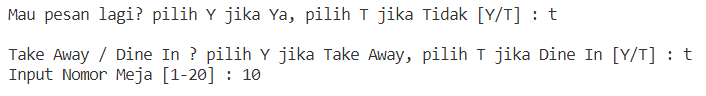 Mau pesan lagi? pilih Y jika Ya, pilih T jika Tidak [Y/T] : t
Take Away / Dine In ? pilih Y jika Take Away, pilih T jika Dine In [Y/T] : t
Input Nomor Meja [1-20] : 10